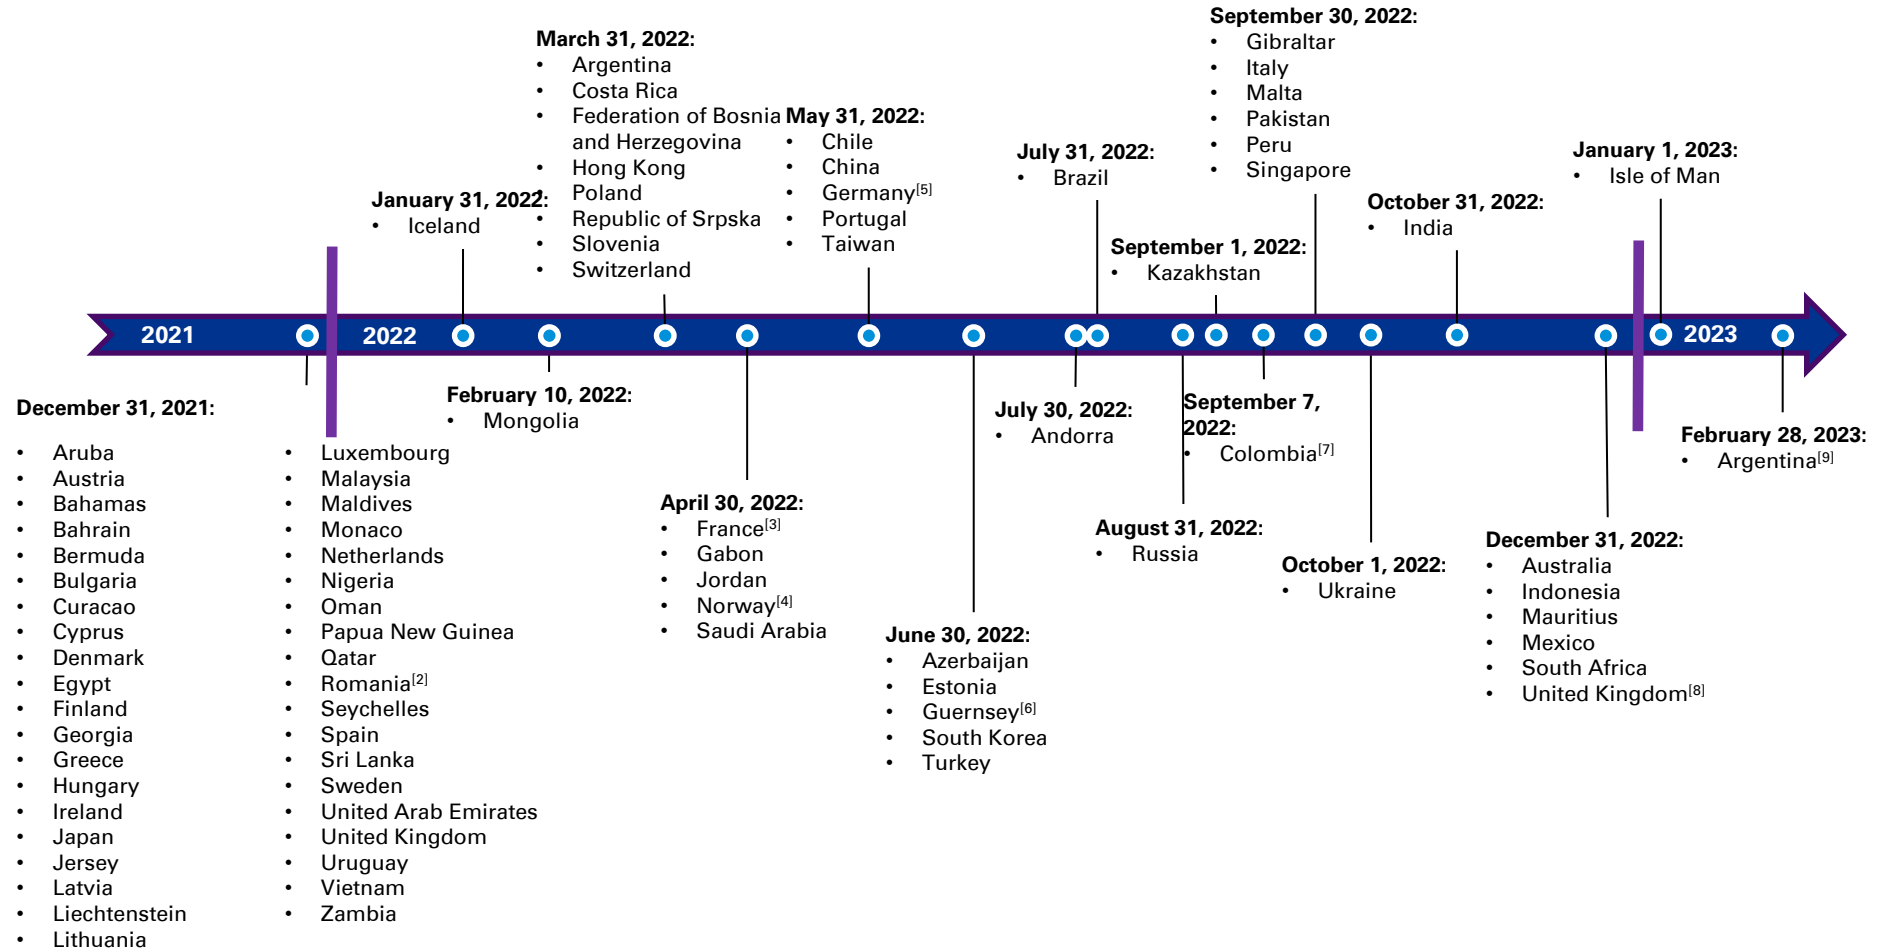 September 30, 2022:
• Gibraltar
• Italy
• Malta
• Pakistan
• Peru
• Singapore
March 31, 2022:
• Argentina
• Costa Rica
• Federation of Bosnia
and Herzegovina
• Hong Kong
• Poland
• Republic of Srpska
• Slovenia
• Switzerland
May 31, 2022:
• Chile
• China
• Germany[5]
• Portugal
• Taiwan
July 31, 2022:
• Brazil
January 1, 2023:
• Isle of Man
January 31, 2022:
• Iceland
October 31, 2022:
• India
September 1, 2022:
• Kazakhstan
2021
2022
2023
December 31, 2021:
• Aruba
• Austria
• Bahamas
• Bahrain
• Bermuda
• Bulgaria
• Curacao
• Cyprus
• Denmark
• Egypt
• Finland
• Georgia
• Greece
• Hungary
• Ireland
• Japan
• Jersey
• Latvia
• Liechtenstein
• Lithuania
• Luxembourg
• Malaysia
• Maldives
• Monaco
• Netherlands
• Nigeria
• Oman
• Papua New Guinea
• Qatar
• Romania[2]
• Seychelles
• Spain
• Sri Lanka
• Sweden
• United Arab Emirates
• United Kingdom
• Uruguay
• Vietnam
• Zambia
February 10, 2022:
• Mongolia
April 30, 2022:
• France[3]
• Gabon
• Jordan
• Norway[4]
• Saudi Arabia
June 30, 2022:
• Azerbaijan
• Estonia
• Guernsey[6]
• South Korea
• Turkey
July 30, 2022:
• Andorra
August 31, 2022:
• Russia
September 7,
2022:
• Colombia[7]
October 1, 2022:
• Ukraine
December 31, 2022:
• Australia
• Indonesia
• Mauritius
• Mexico
• South Africa
• United Kingdom[8]
February 28, 2023:
• Argentina[9]